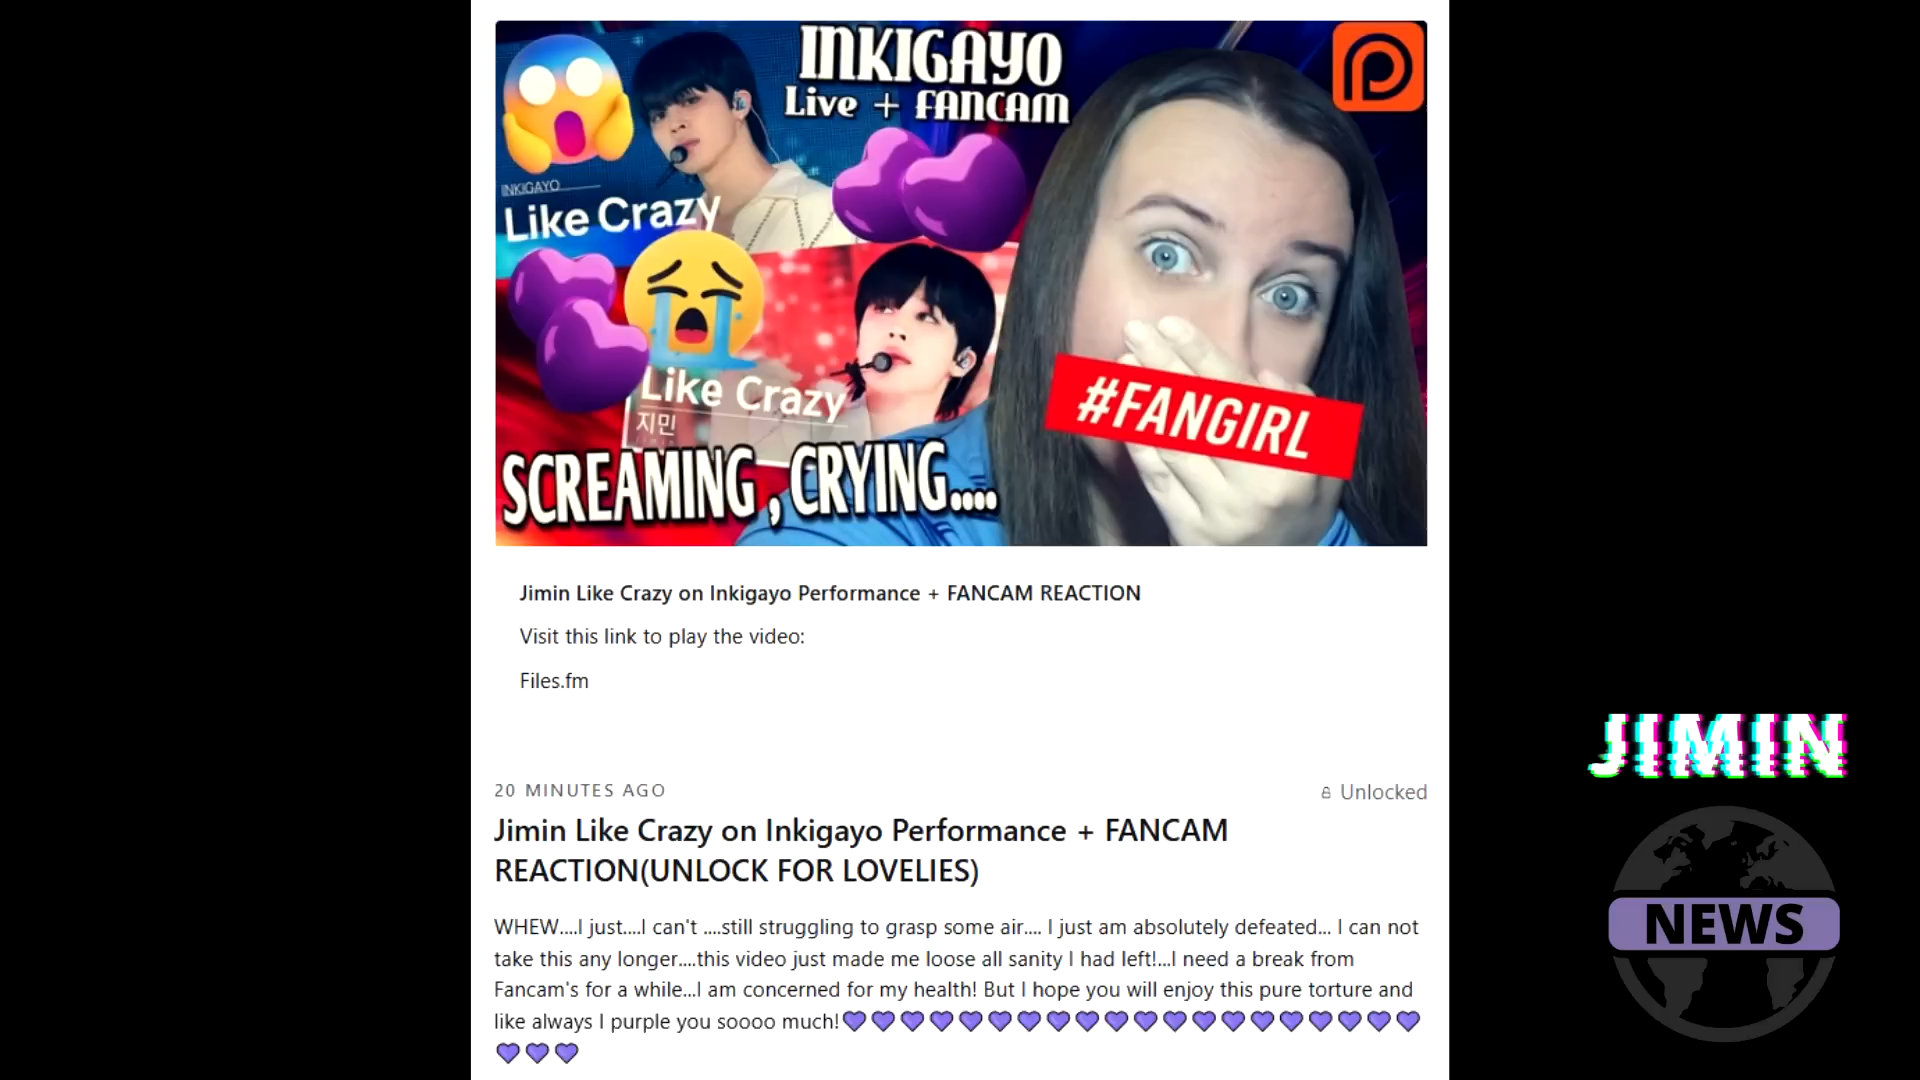 INKIGAYO
Live + FANCAM
INKIGAYO
Like Crazy
Like Crazy
지민
#FANGIRL
SCREAMING, CRYING....
Jimin Like Crazy on Inkigayo Performance + FANCAM REACTION
Visit this link to play the video:
Files.fm
20 MINUTES AGO
Unlocked
Jimin Like Crazy on Inkigayo Performance + FANCAM
REACTION(UNLOCK FOR LOVELIES)
WHEW....I just....I can't ....still struggling to grasp some air.... I just am absolutely defeated... I can not
take this any longer....this video just made me loose all sanity I had left!...I need a break from
Fancam's for a while...I am concerned for my health! But I hope you will enjoy this pure torture and
like always I purple you soooo much!💜💜💜💜💜💜💜💜💜💜💜💜💜💜💜💜💜💜💜💜
💜💜💜
JIMIN
NEWS